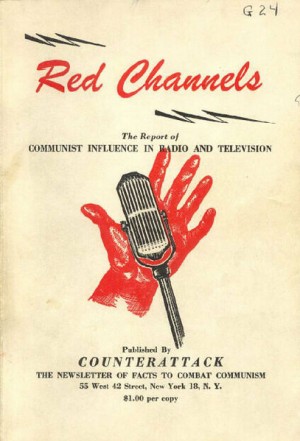 G 24
Red Channels
The Report of
COMMUNIST INFLUENCE IN RADIO AND TELEVISION
Published By
COUNTERATTACK
THE NEWSLETTER OF FACTS TO COMBAT COMMUNISM
55 West 42 Street, New York 18, N. Y.
$1.00 per copy